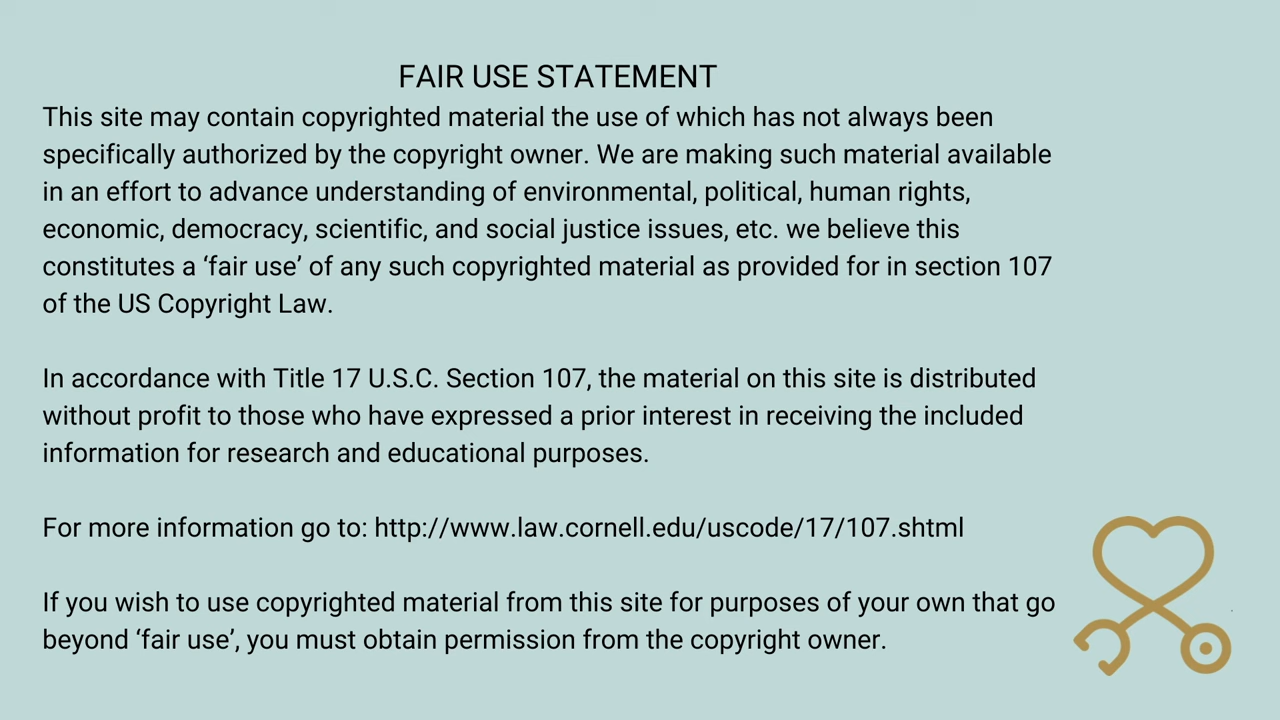 FAIR USE STATEMENT
This site may contain copyrighted material the use of which has not always been
specifically authorized by the copyright owner. We are making such material available
in an effort to advance understanding of environmental, political, human rights,
economic, democracy, scientific, and social justice issues, etc. we believe this
constitutes a ‘fair use’ of any such copyrighted material as provided for in section 107
of the US Copyright Law.
In accordance with Title 17 U.S.C. Section 107, the material on this site is distributed
without profit to those who have expressed a prior interest in receiving the included
information for research and educational purposes.
For more information go to: http://www.law.cornell.edu/uscode/17/107.shtml
If you wish to use copyrighted material from this site for purposes of your own that go
beyond ‘fair use’, you must obtain permission from the copyright owner.